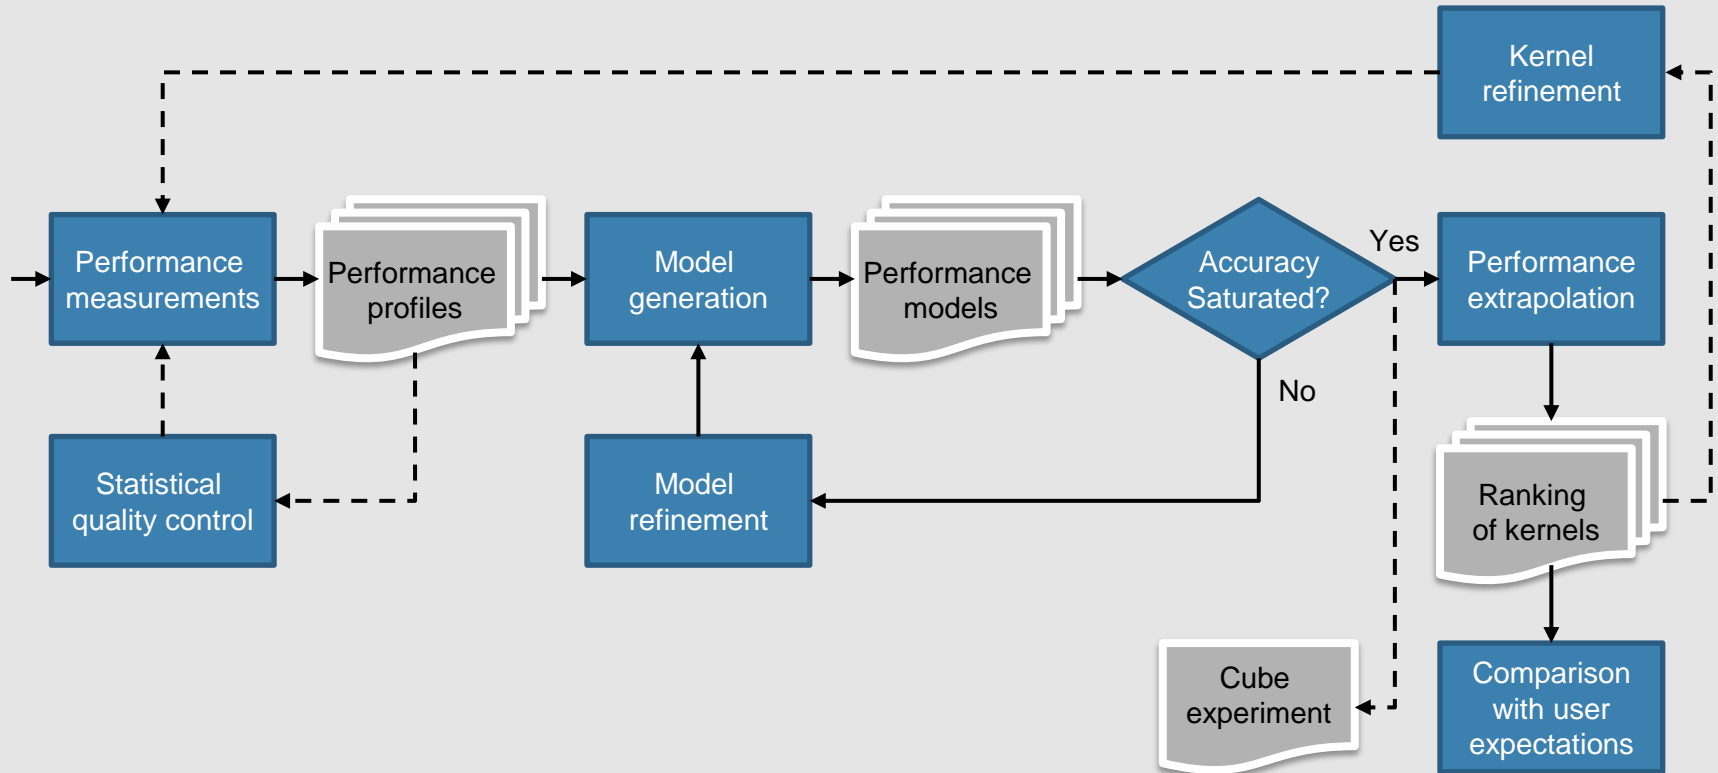 Kernel
refinement
Performance
measurements
Performance
profiles
Model
generation
Performance
models
Accuracy
Saturated?
Yes
Performance
extrapolation
No
Statistical
quality control
Model
refinement
Ranking
of kernels
Cube
experiment
Comparison
with user
expectations